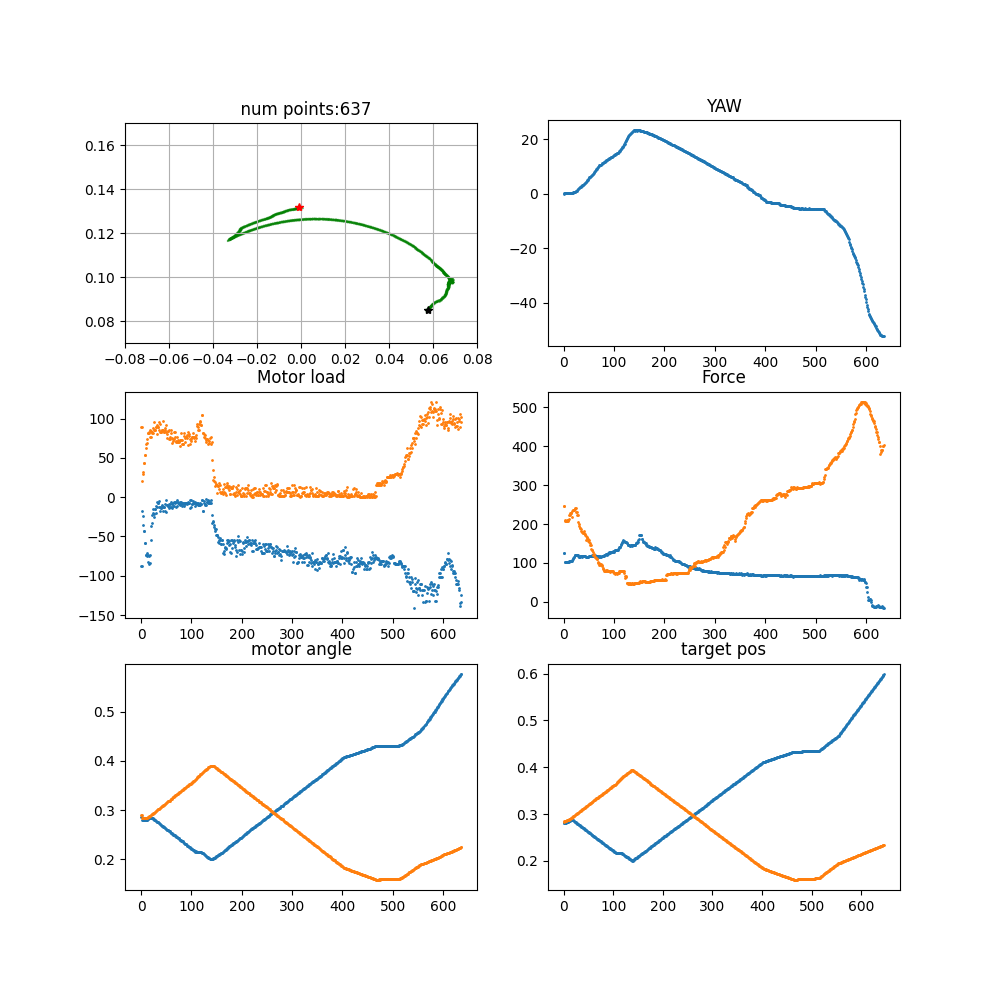 num points:637
YAW
0.16
0.14
0.12
0.10
0.08
−0.08 −0.06 −0.04 −0.02 0.00 0.02 0.04 0.06 0.08
20
0
−20
−40
0 100 200 300 400 500 600
Motor load
Force
100
50
0
−50
−100
−150
0 100 200 300 400 500 600
500
400
300
200
100
0
0 100 200 300 400 500 600
motor angle
target pos
0.5
0.4
0.3
0.2
0 100 200 300 400 500 600
0.6
0.5
0.4
0.3
0.2
0 100 200 300 400 500 600